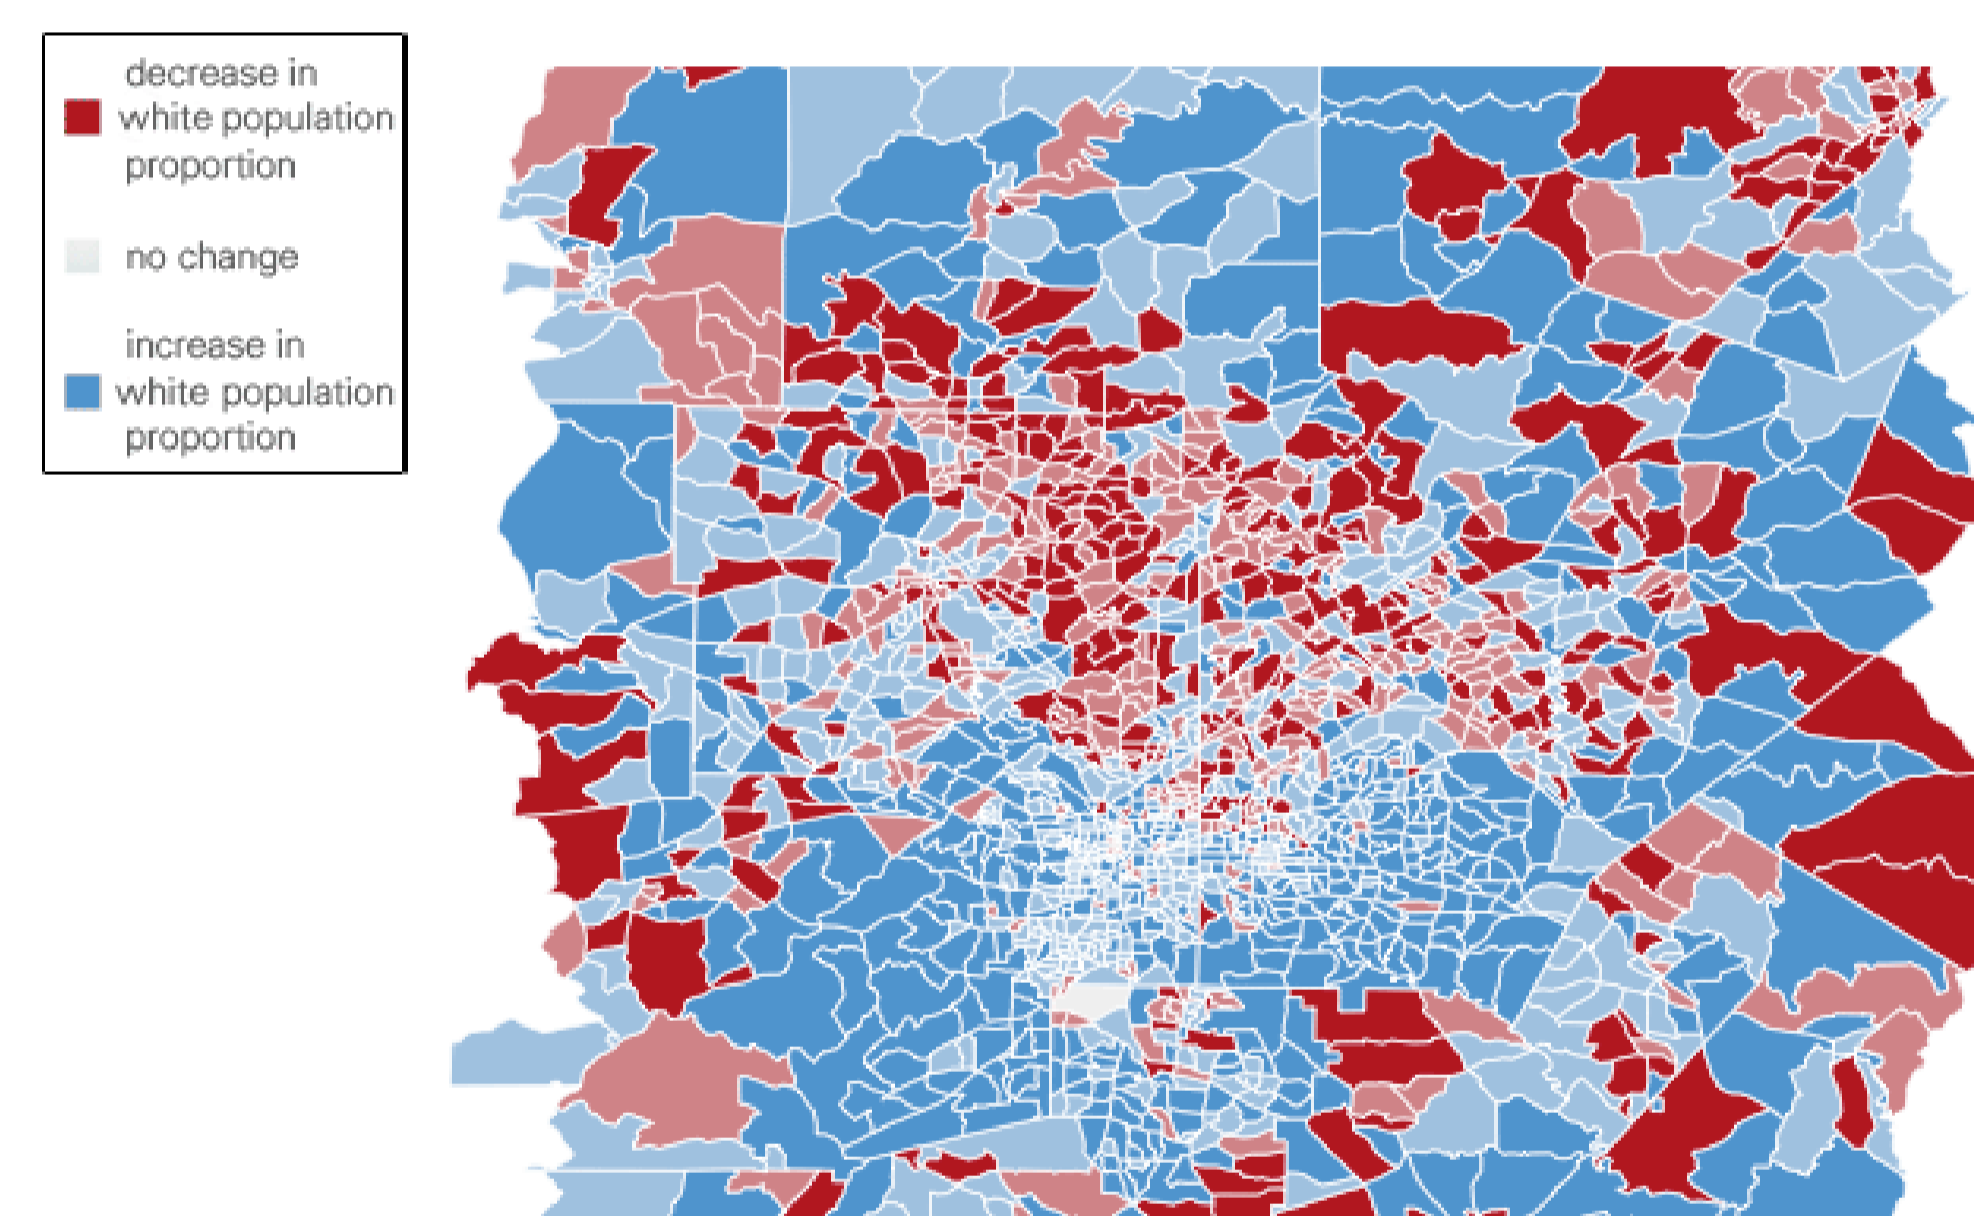 decrease in
white population
proportion
no change
increase in
white population
proportion